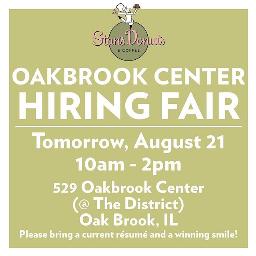 Stan's Donuts
& COFFEE
OAKBROOK CENTER
HIRING FAIR
Tomorrow, August 21
10am - 2pm
529 Oakbrook Center
(@ The District)
Oak Brook, IL
Please bring a current résumé and a winning smile!